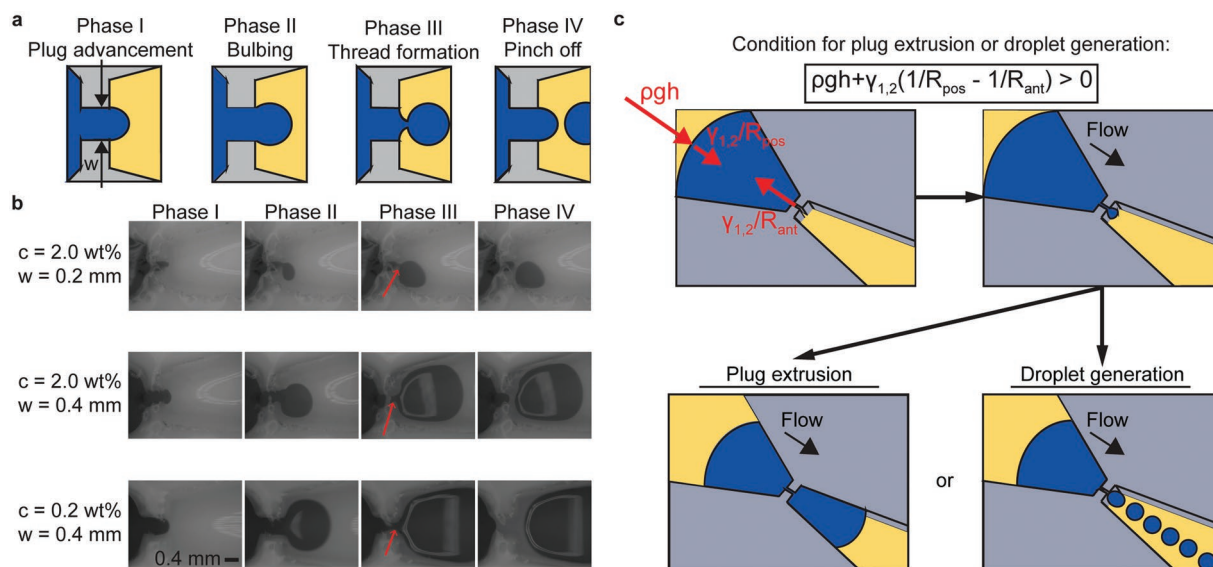 a
Phase I
Plug advancement
Phase II
Bulbing
Phase III
Thread formation
Phase IV
Pinch off
w
b
Phase I
Phase II
Phase III
Phase IV
c = 2.0 wt%
w = 0.2 mm
c = 2.0 wt%
w = 0.4 mm
c = 0.2 wt%
w = 0.4 mm
0.4 mm
c
Condition for plug extrusion or droplet generation:
ρgh+γ1,2(1/Rpos - 1/Rant) > 0
ρgh
γ1,2/Rpos
γ1,2/Rant
Flow
Plug extrusion
Flow
or
Droplet generation
Flow